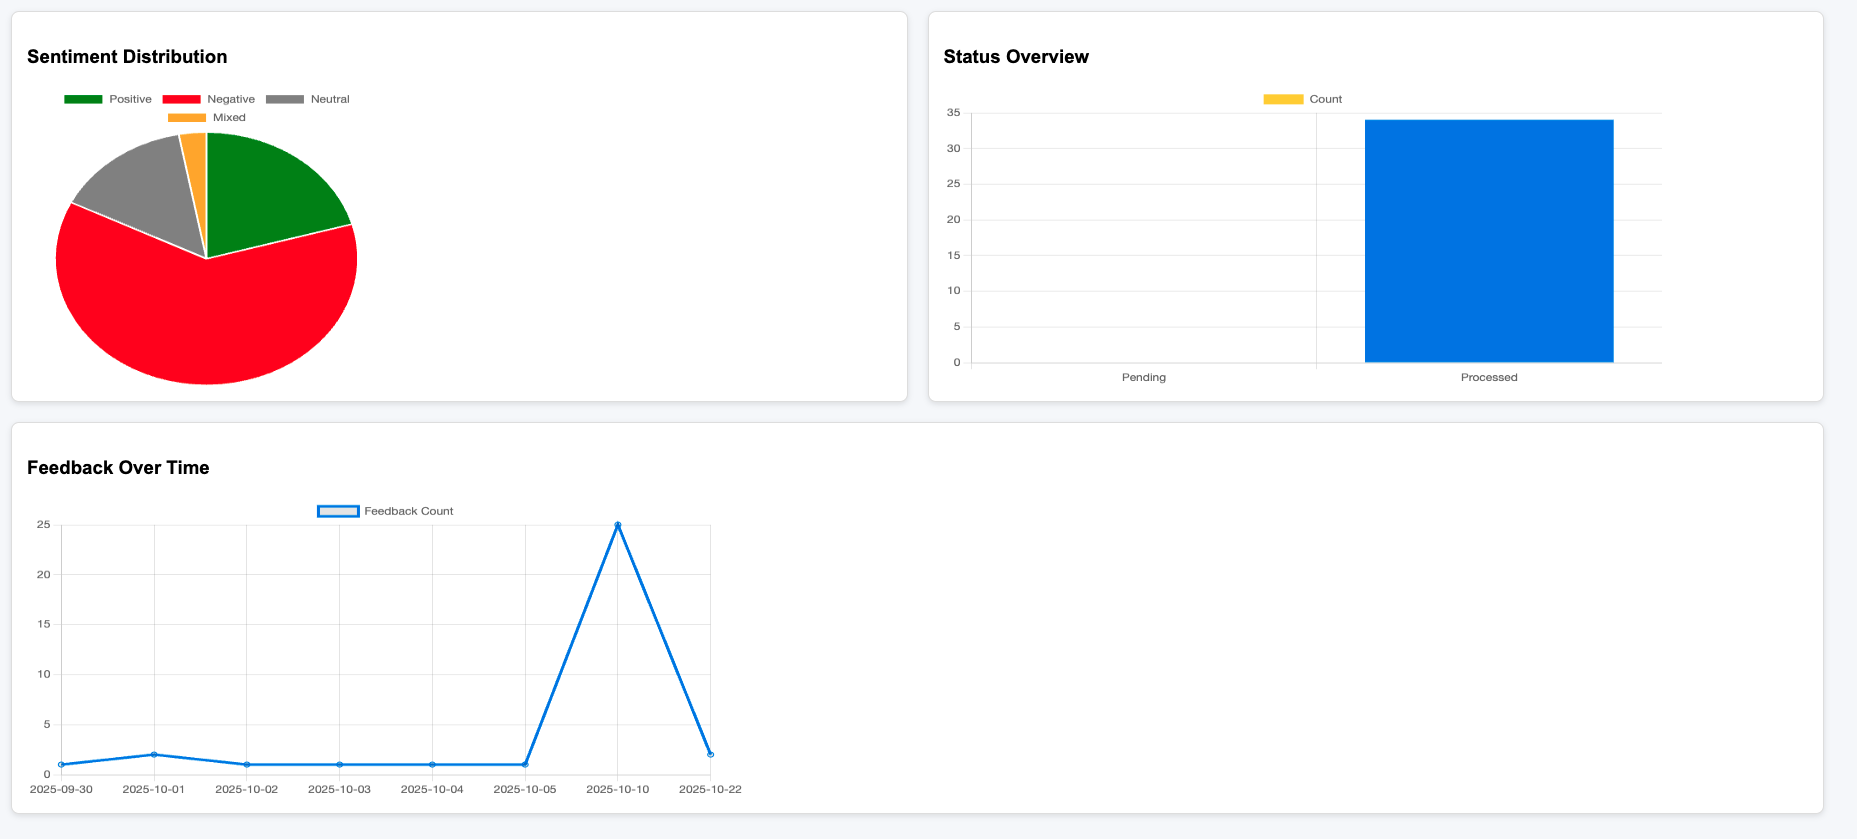 Sentiment Distribution
Positive Negative Neutral
Mixed
Status Overview
Count
35
30
25
20
15
10
5
0
Pending Processed
Feedback Over Time
Feedback Count
25
20
15
10
5
0
2025-09-30 2025-10-01 2025-10-02 2025-10-03 2025-10-04 2025-10-05 2025-10-10 2025-10-22